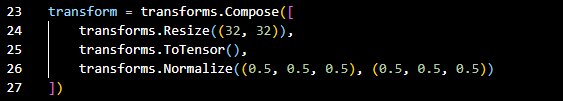 23 transform = transforms.Compose([
24     transforms.Resize((32, 32)),
25     transforms.ToTensor(),
26     transforms.Normalize((0.5, 0.5, 0.5), (0.5, 0.5, 0.5))
27 ])